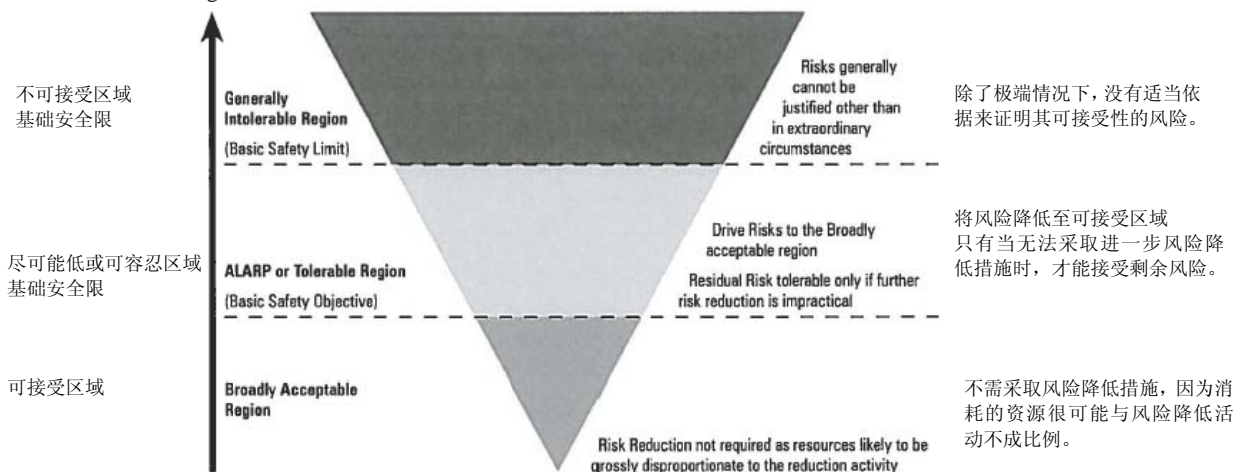 不可接受区域
基础安全限
Generally
Intolerable Region
(Basic Safety Limit)
Risks generally
cannot be
justified other than
in extraordinary
circumstances
除了极端情况下，没有适当依
据来证明其可接受性的风险。
尽可能低或可容忍区域
基础安全限
ALARP or Tolerable Region
(Basic Safety Objective)
Drive Risks to the Broadly
acceptable region
Residual Risk tolerable only if further
risk reduction is impractical
将风险降低至可接受区域
只有当无法采取进一步风险降
低措施时，才能接受剩余风险。
可接受区域
Broadly Acceptable
Region
Risk Reduction not required as resources likely to be
grossly disproportionate to the reduction activity
不需采取风险降低措施，因为消
耗的资源很可能与风险降低活
动不成比例。